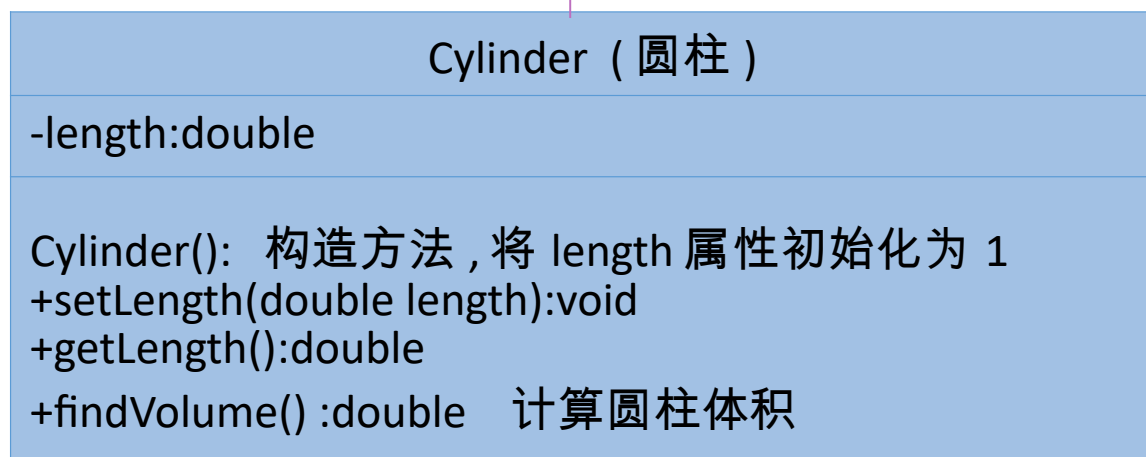 Cylinder （圆柱）
-length:double
Cylinder(): 构造方法,将 length 属性初始化为 1
+setLength(double length):void
+getLength():double
+findVolume() :double 计算圆柱体积